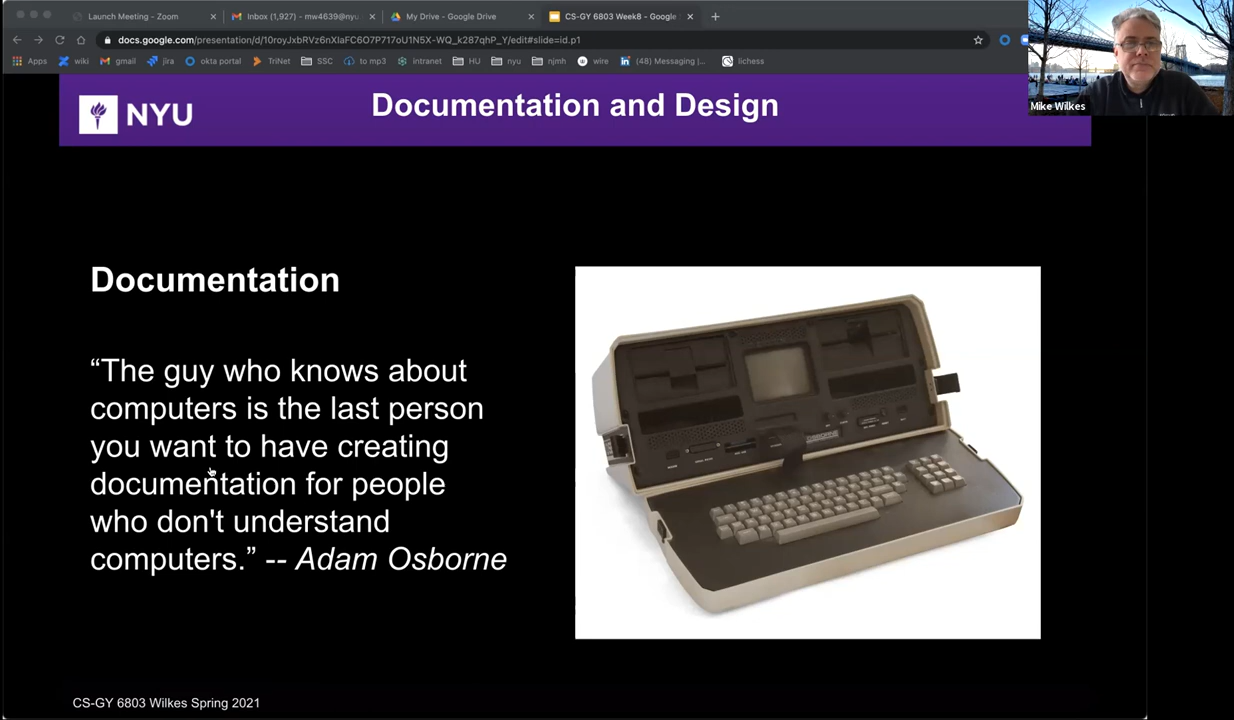 Launch Meeting - Zoom
Inbox (1,927) - mw4639@nyu
My Drive - Google Drive
CS-GY 6803 Week8 - Google
docs.google.com/presentation/d/10royJxbRVz6nXlaFC6O7P717oU1N5X-WQ_k287qhP_Y/edit#slide=id.p1
Apps wiki gmail jira okta portal TriNet SSC to mp3 intranet HU nyu njmh wire (48) Messaging |... lichess
Mike Wilkes
NYU
Documentation and Design
Documentation
“The guy who knows about
computers is the last person
you want to have creating
documentation for people
who don't understand
computers.” -- Adam Osborne
OSBORNE
CS-GY 6803 Wilkes Spring 2021